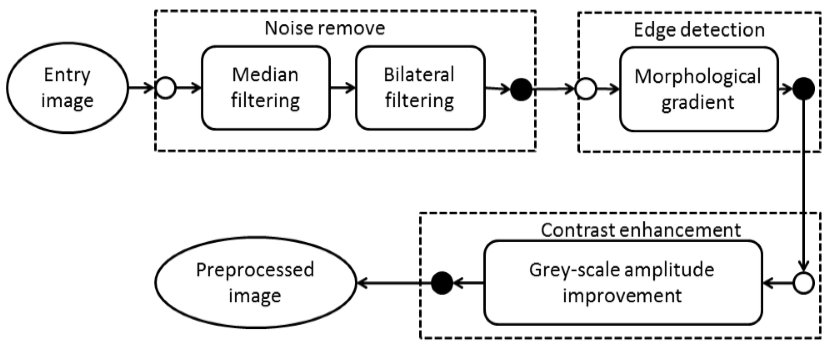 Noise remove
Edge detection
Entry
image
Median
filtering
Bilateral
filtering
Morphological
gradient
Contrast enhancement
Preprocessed
image
Grey-scale amplitude
improvement